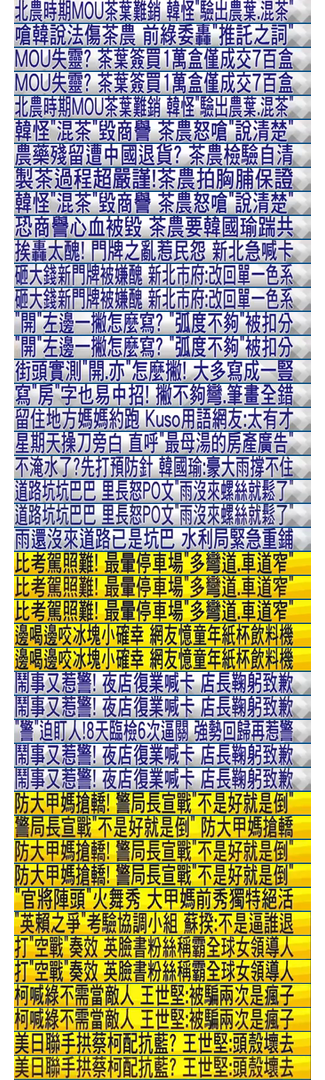 北農時期MOU茶葉難銷 韓怪"驗出農葉.混茶"
嗆韓說法傷茶農 前綠委轟"推託之詞"
MOU失靈? 茶葉簽買1萬盒僅成交7百盒
MOU失靈? 茶葉簽買1萬盒僅成交7百盒
北農時期MOU茶葉難銷 韓怪"驗出農葉.混茶"
韓怪"混茶"毀商譽 茶農怒嗆"說清楚"
農藥殘留遭中國退貨? 茶農檢驗自清
製茶過程超嚴謹!茶農拍胸脯保證
韓怪"混茶"毀商譽 茶農怒嗆"說清楚"
恐商譽心血被毀 茶農要韓國瑜踹共
挨轟太醜! 門牌之亂惹民怨 新北急喊卡
砸大錢新門牌被嫌醜 新北市府:改回單一色系
砸大錢新門牌被嫌醜 新北市府:改回單一色系
"開"左邊一撇怎麼寫? "弧度不夠"被扣分
"開"左邊一撇怎麼寫? "弧度不夠"被扣分
街頭實測"開.亦"怎麼撇! 大多寫成一豎
寫"房"字也易中招! 撇不夠彎.筆畫全錯
留住地方媽媽約跑 Kuso用語網友:太有才
星期天操刀旁白 直呼"最母湯的房產廣告"
不淹水了?先打預防針 韓國瑜:豪大雨撐不住
道路坑坑巴巴 里長怒PO文"雨沒來螺絲就鬆了"
道路坑坑巴巴 里長怒PO文"雨沒來螺絲就鬆了"
雨還沒來道路已是坑巴 水利局緊急重鋪
比考駕照難! 最暈停車場"多彎道.車道窄"
比考駕照難! 最暈停車場"多彎道.車道窄"
比考駕照難! 最暈停車場"多彎道.車道窄"
邊喝邊咬冰塊小確幸 網友憶童年紙杯飲料機
邊喝邊咬冰塊小確幸 網友憶童年紙杯飲料機
鬧事又惹警! 夜店復業喊卡 店長鞠躬致歉
"警"迫盯人!8天臨檢6次逼關 強勢回歸再惹警
鬧事又惹警! 夜店復業喊卡 店長鞠躬致歉
鬧事又惹警! 夜店復業喊卡 店長鞠躬致歉
防大甲媽搶轎! 警局長宣戰"不是好就是倒"
警局長宣戰"不是好就是倒" 防大甲媽搶轎
防大甲媽搶轎! 警局長宣戰"不是好就是倒"
防大甲媽搶轎! 警局長宣戰"不是好就是倒"
"官將陣頭"火舞秀 大甲媽前秀獨特絕活
"英賴之爭"考驗協調小組 蘇揆:不是逼誰退
打"空戰"奏效 英臉書粉絲稱霸全球女領導人
打"空戰"奏效 英臉書粉絲稱霸全球女領導人
柯喊綠不需當敵人 王世堅:被騙兩次是瘋子
柯喊綠不需當敵人 王世堅:被騙兩次是瘋子
美日聯手拱蔡柯配抗藍? 王世堅:頭殼壞去
美日聯手拱蔡柯配抗藍? 王世堅:頭殼壞去